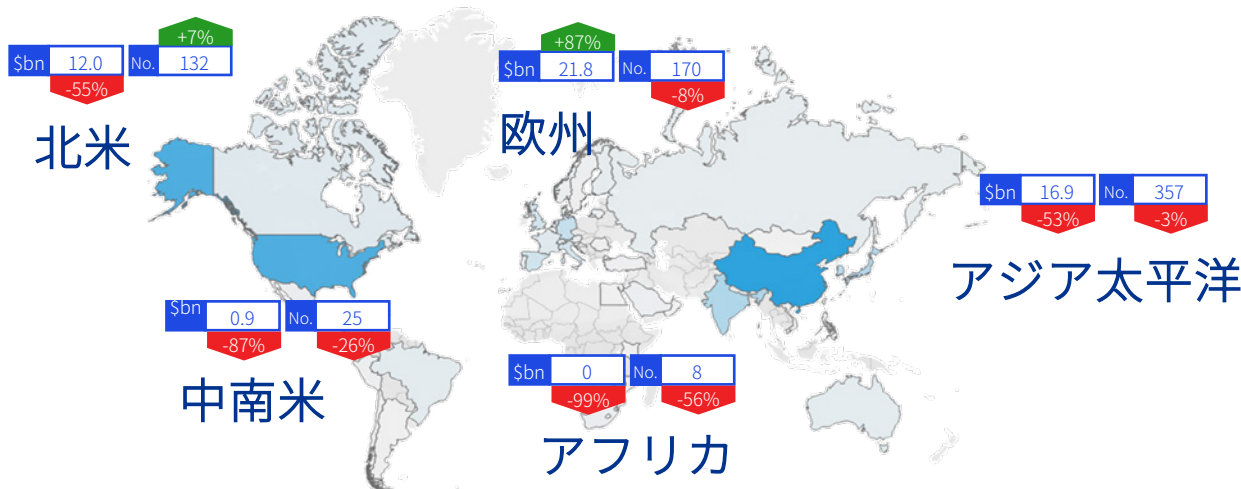 +7%
$bn 12.0 No. 132
-55%
北米
+87%
$bn 21.8 No. 170
-8%
欧州
$bn 16.9 No. 357
-53% -3%
アジア太平洋
$bn 0.9 No. 25
-87% -26%
中南米
$bn 0 No. 8
-99% -56%
アフリカ